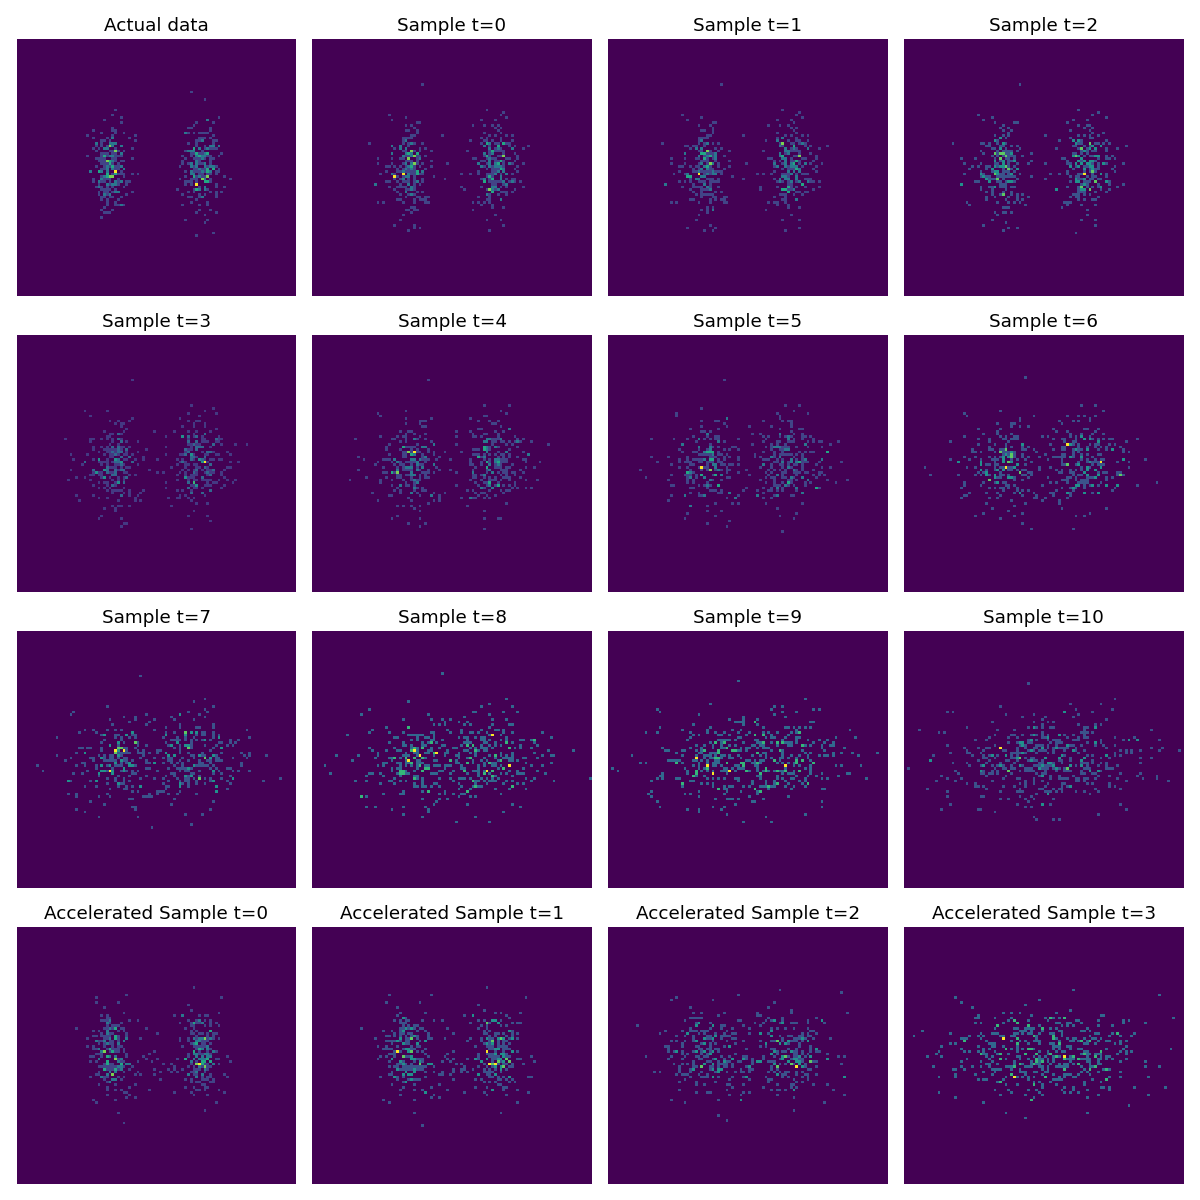 Actual data
Sample t=0
Sample t=1
Sample t=2
Sample t=3
Sample t=4
Sample t=5
Sample t=6
Sample t=7
Sample t=8
Sample t=9
Sample t=10
Accelerated Sample t=0
Accelerated Sample t=1
Accelerated Sample t=2
Accelerated Sample t=3